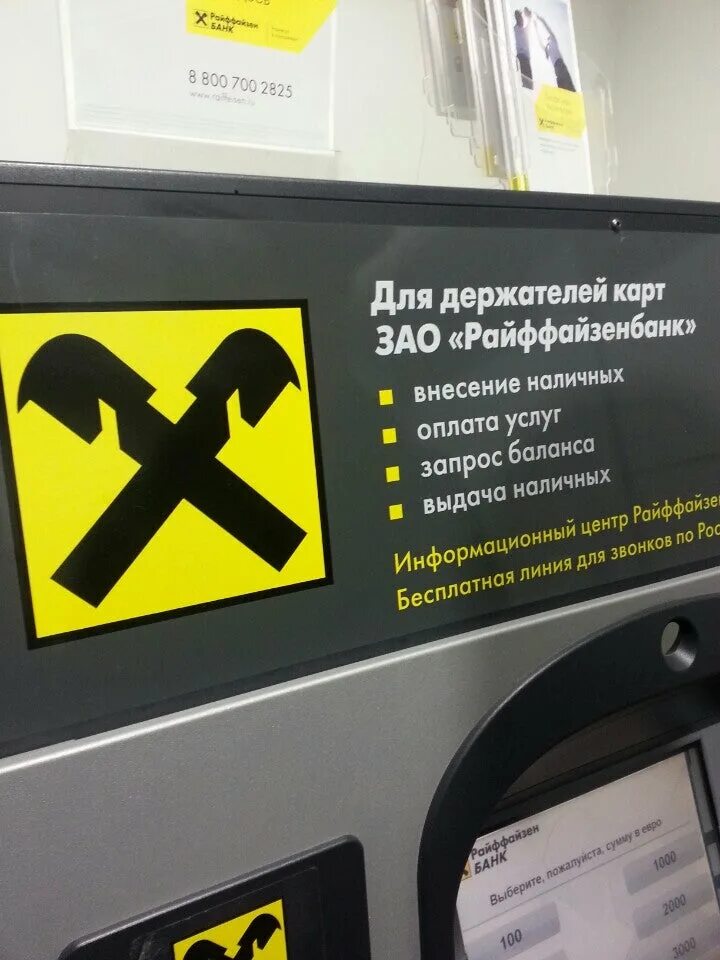 Райффайзен
БАНК
8 800 700 2825
www.raiffeisen.ru
Для держателей карт
ЗАО «Райффайзенбанк»
внесение наличных
оплата услуг
запрос баланса
выдача наличных
Информационный центр Райффайзе
Бесплатная линия для звонков по Рос
Райффайзен
БАНК
Выберите, пожалуйста, сумму в евро
100
1000
2000
3000